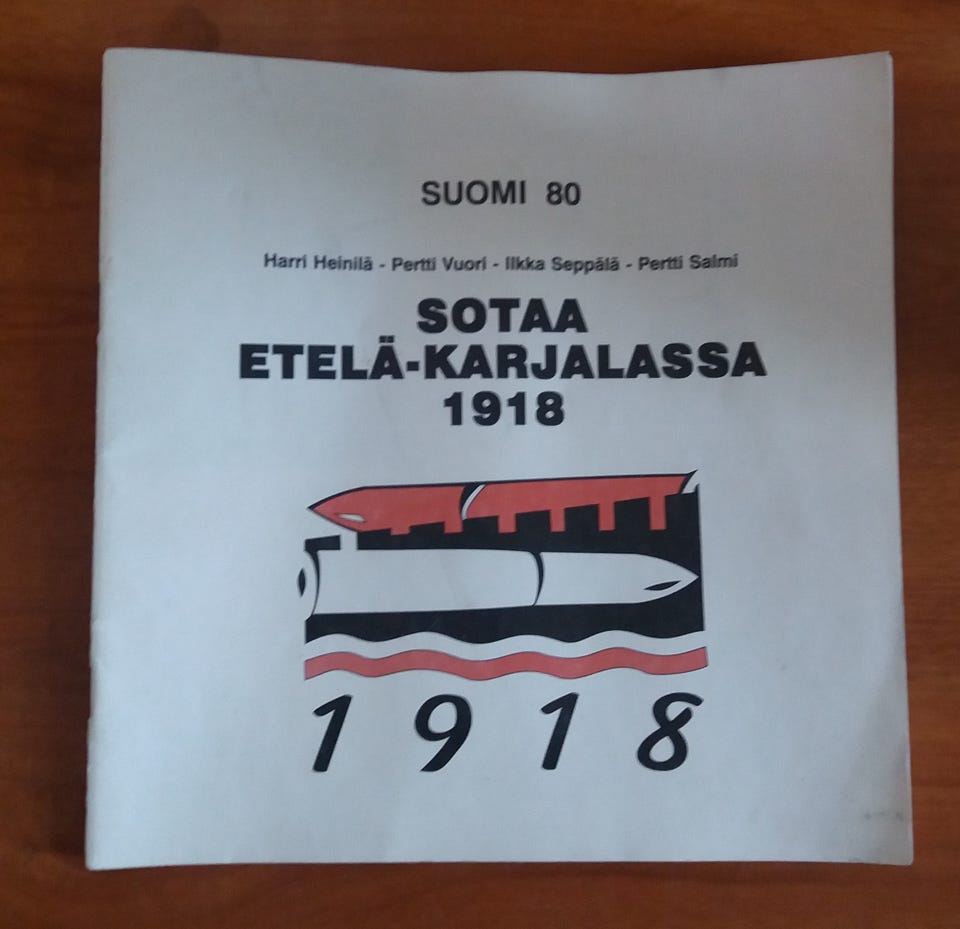 SUOMI 80
Harri Heinilä - Pertti Vuori - Ilkka Seppälä - Pertti Salmi
SOTAA
ETELÄ-KARJALASSA
1918
1918